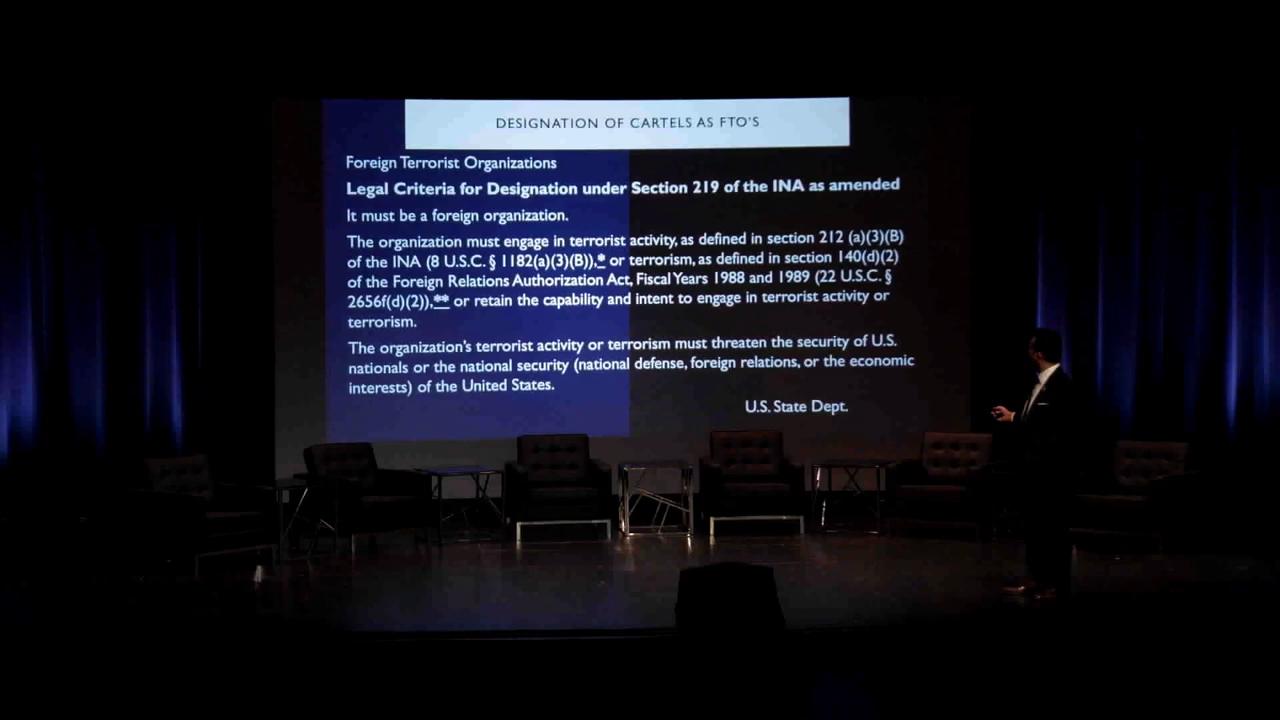 DESIGNATION OF CARTELS AS FTO'S
Foreign Terrorist Organizations
Legal Criteria for Designation under Section 219 of the INA as amended
It must be a foreign organization.
The organization must engage in terrorist activity, as defined in section 212 (a)(3)(B)
of the INA (8 U.S.C. § 1182(a)(3)(B)),* or terrorism, as defined in section 140(d)(2)
of the Foreign Relations Authorization Act, Fiscal Years 1988 and 1989 (22 U.S.C. §
2656f(d)(2)),** or retain the capability and intent to engage in terrorist activity or
terrorism.
The organization's terrorist activity or terrorism must threaten the security of U.S.
nationals or the national security (national defense, foreign relations, or the economic
interests) of the United States.
U.S. State Dept.